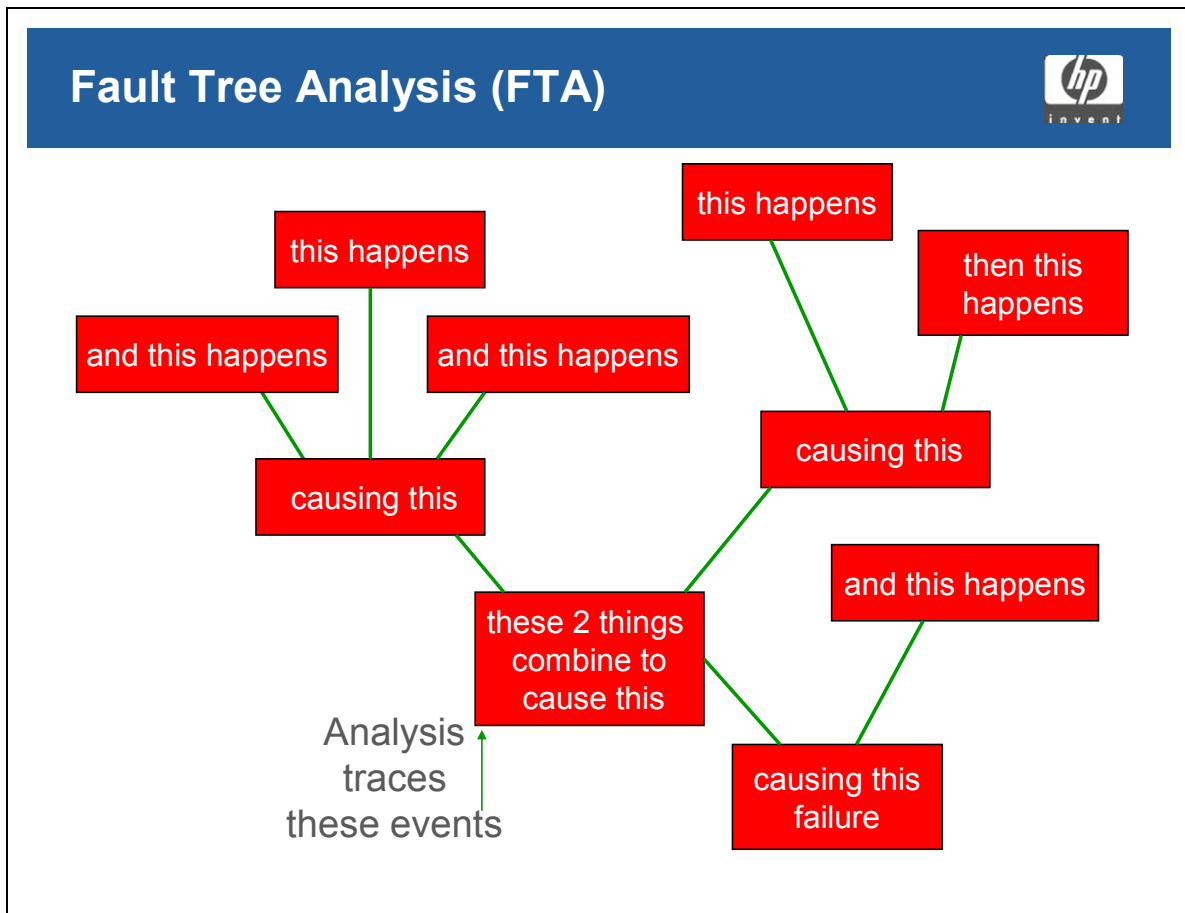 Fault Tree Analysis (FTA)
hp
invent
this happens
this happens
then this
happens
and this happens
and this happens
causing this
causing this
and this happens
these 2 things
combine to
cause this
Analysis
traces
these events
causing this
failure